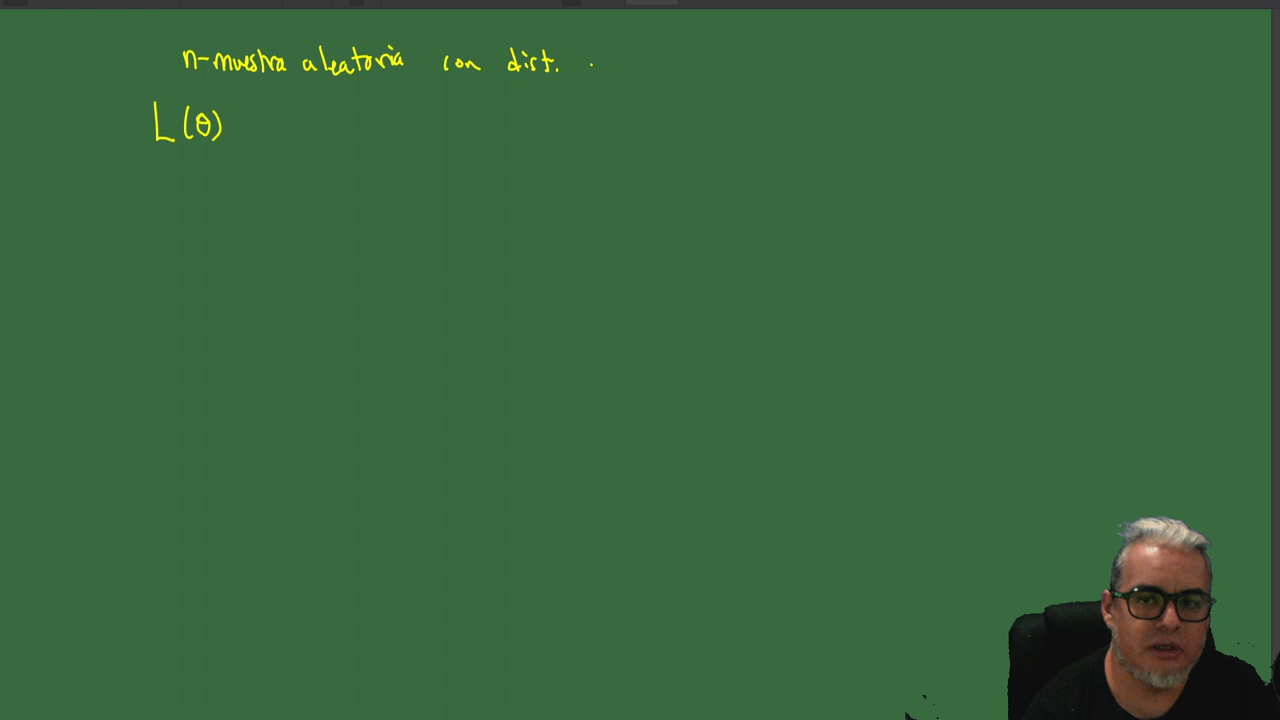 n-muestra aleatoria con dist. .
L(θ)